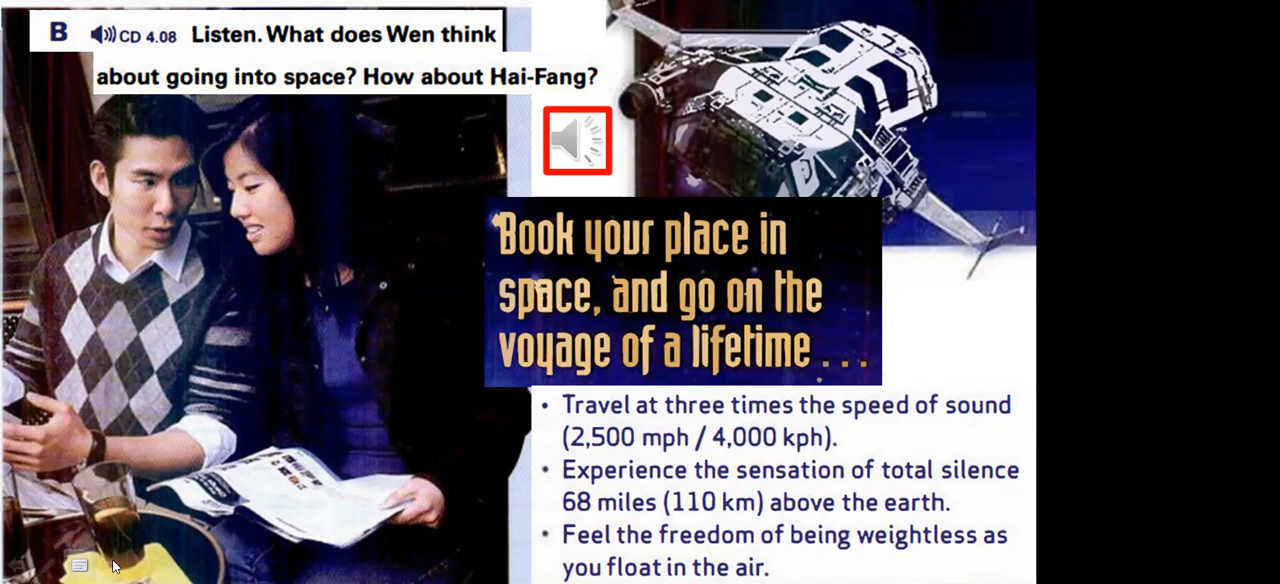 B CD 4.08 Listen. What does Wen think
about going into space? How about Hai-Fang?
Book your place in
space, and go on the
voyage of a lifetime . . .
• Travel at three times the speed of sound
(2,500 mph / 4,000 kph).
• Experience the sensation of total silence
68 miles (110 km) above the earth.
• Feel the freedom of being weightless as
you float in the air.